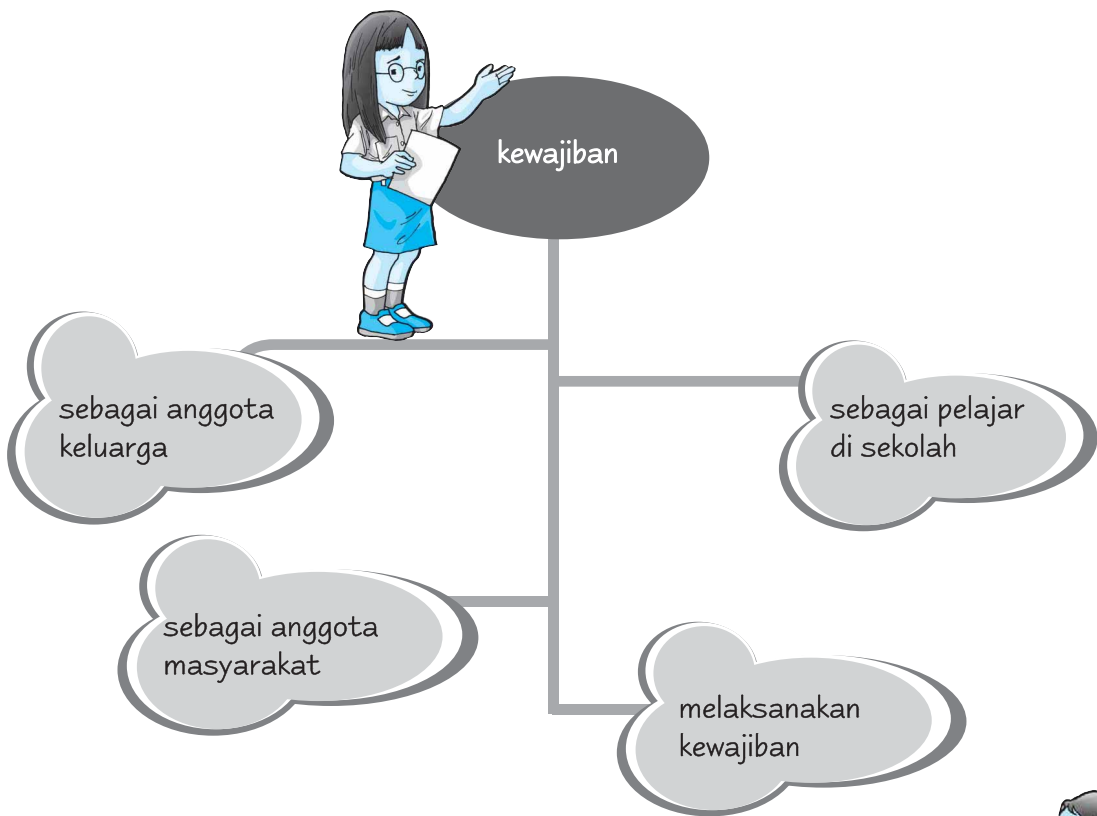 kewajiban
sebagai anggota
keluarga
sebagai pelajar
di sekolah
sebagai anggota
masyarakat
melaksanakan
kewajiban